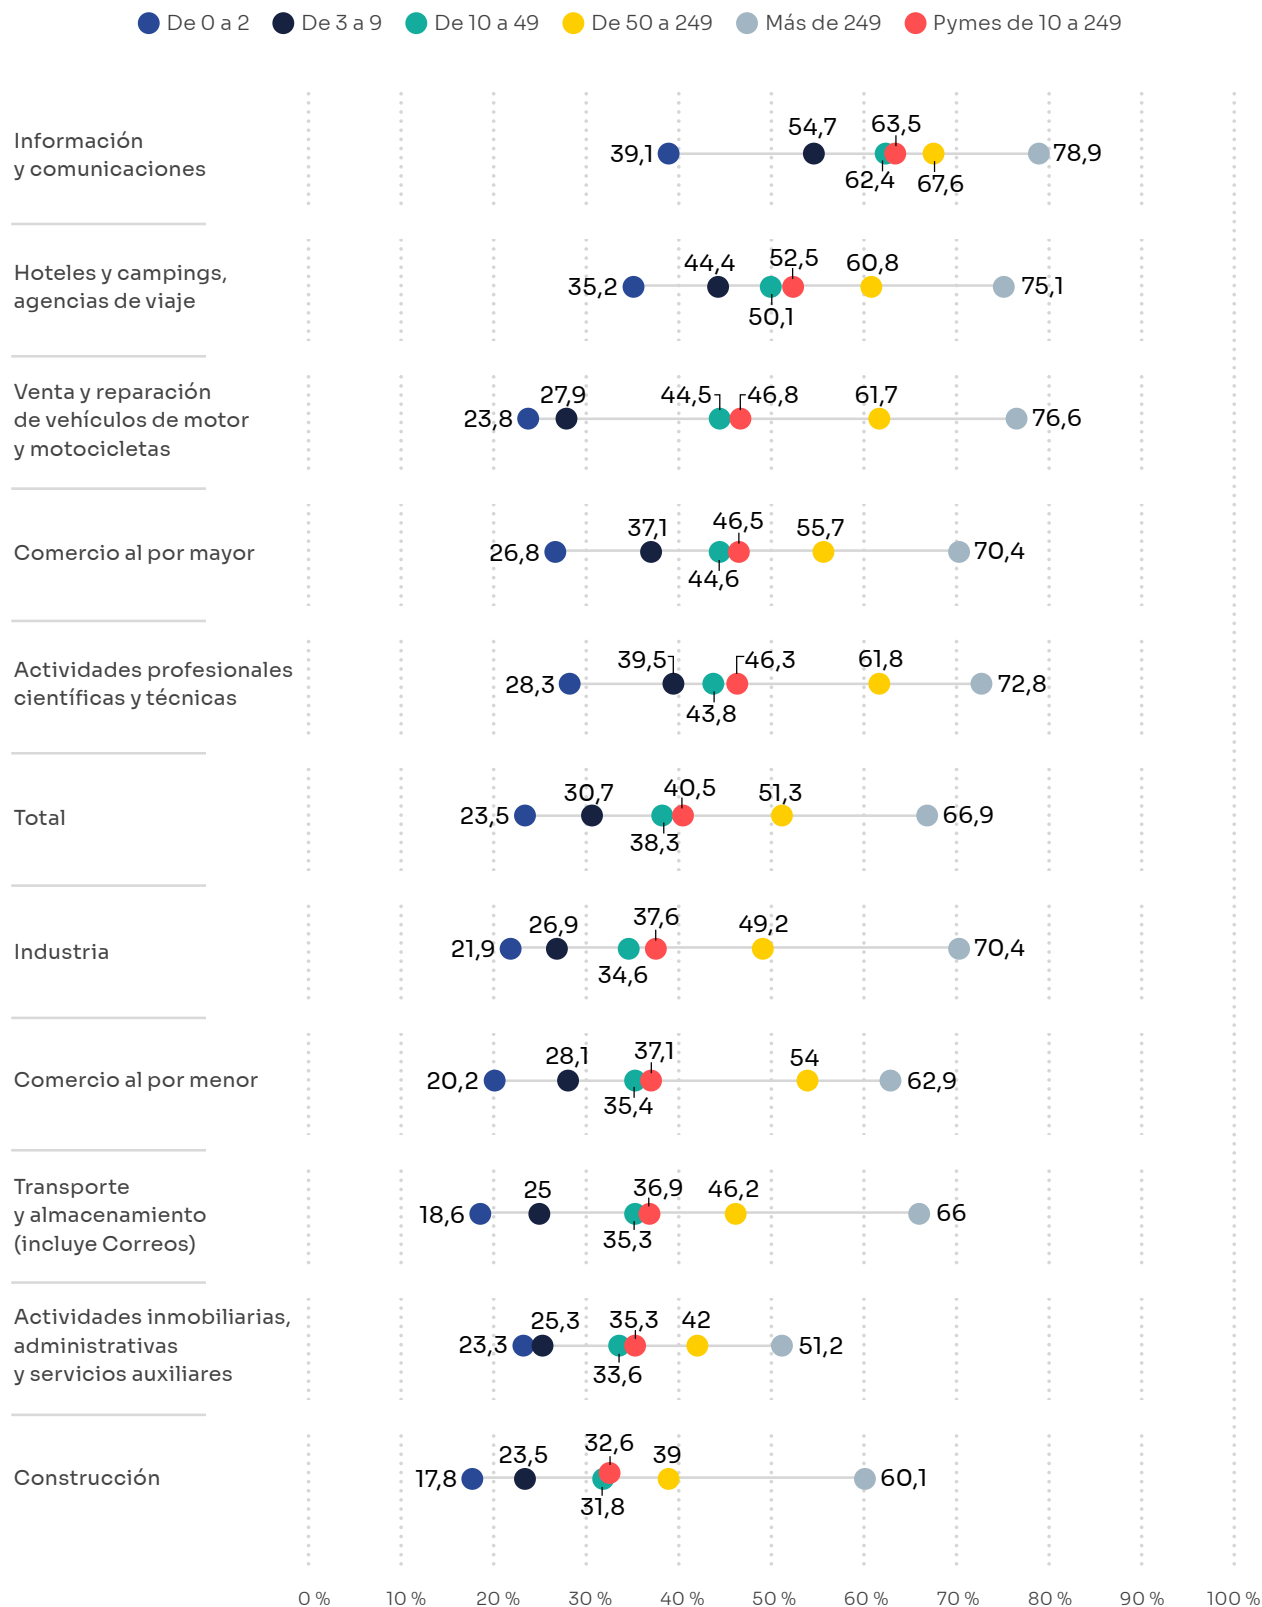 De 0 a 2 De 3 a 9 De 10 a 49 De 50 a 249 Más de 249 Pymes de 10 a 249
Información
y comunicaciones
39,1 54,7 62,4 63,5 67,6 78,9
Hoteles y campings,
agencias de viaje
35,2 44,4 50,1 52,5 60,8 75,1
Venta y reparación
de vehículos de motor
y motocicletas
23,8 27,9 44,5 46,8 61,7 76,6
Comercio al por mayor
26,8 37,1 44,6 46,5 55,7 70,4
Actividades profesionales
científicas y técnicas
28,3 39,5 43,8 46,3 61,8 72,8
Total
23,5 30,7 38,3 40,5 51,3 66,9
Industria
21,9 26,9 34,6 37,6 49,2 70,4
Comercio al por menor
20,2 28,1 35,4 37,1 54 62,9
Transporte
y almacenamiento
(incluye Correos)
18,6 25 35,3 36,9 46,2 66
Actividades inmobiliarias,
administrativas
y servicios auxiliares
23,3 25,3 33,6 35,3 42 51,2
Construcción
17,8 23,5 31,8 32,6 39 60,1
0 % 10 % 20 % 30 % 40 % 50 % 60 % 70 % 80 % 90 % 100 %